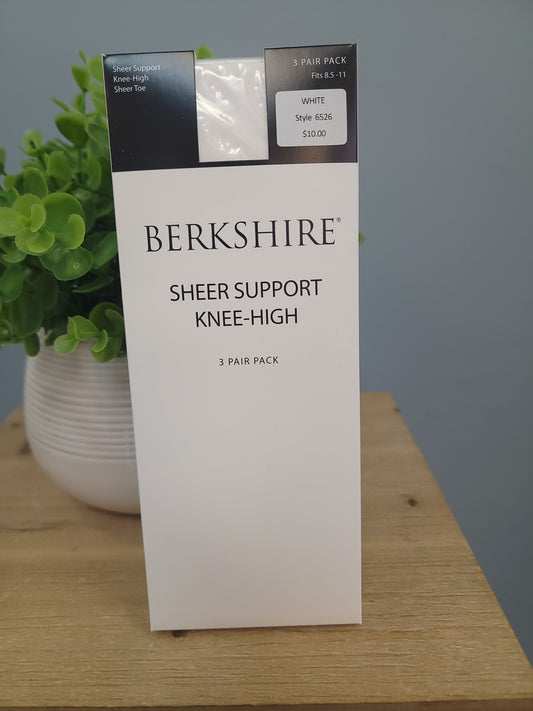 Sheer Support
Knee-High
Sheer Toe
3 PAIR PACK
Fits 8.5 -11
WHITE
Style 6526
$10.00
BERKSHIRE®
SHEER SUPPORT
KNEE-HIGH
3 PAIR PACK